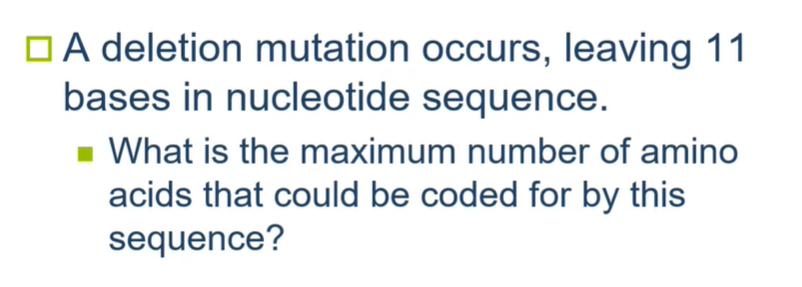 A deletion mutation occurs, leaving 11
bases in nucleotide sequence.
What is the maximum number of amino
acids that could be coded for by this
sequence?